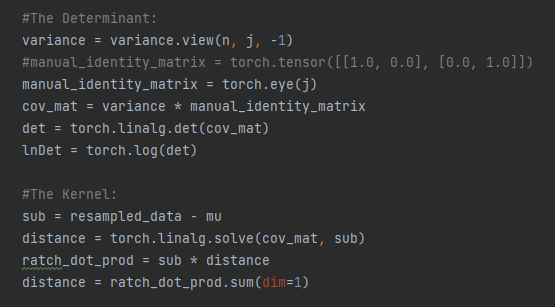 #The Determinant:
variance = variance.view(n, j, -1)
#manual_identity_matrix = torch.tensor([[1.0, 0.0], [0.0, 1.0]])
manual_identity_matrix = torch.eye(j)
cov_mat = variance * manual_identity_matrix
det = torch.linalg.det(cov_mat)
lnDet = torch.log(det)
#The Kernel:
sub = resampled_data - mu
distance = torch.linalg.solve(cov_mat, sub)
ratch_dot_prod = sub * distance
distance = ratch_dot_prod.sum(dim=1)